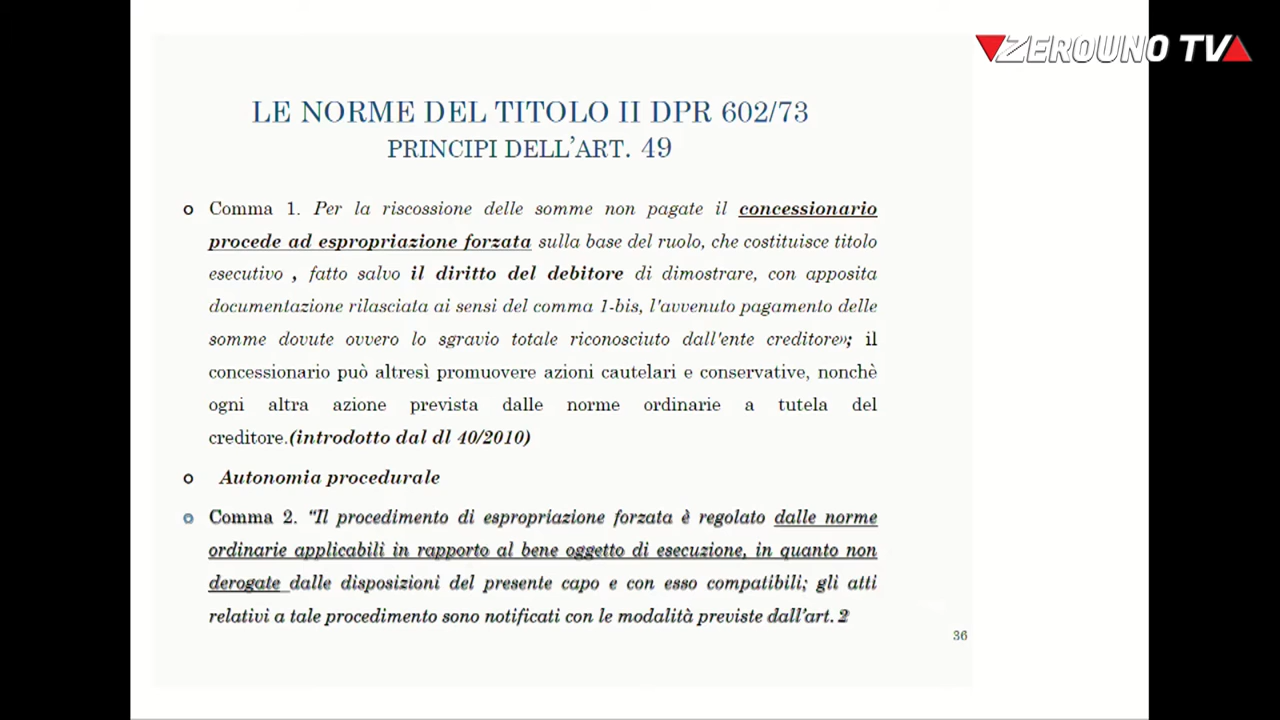 ZEROUNO TV
LE NORME DEL TITOLO II DPR 602/73
PRINCIPI DELL'ART. 49
Comma 1. Per la riscossione delle somme non pagate il concessionario
procede ad espropriazione forzata sulla base del ruolo, che costituisce titolo
esecutivo , fatto salvo il diritto del debitore di dimostrare, con apposita
documentazione rilasciata ai sensi del comma 1-bis, l'avvenuto pagamento delle
somme dovute ovvero lo sgravio totale riconosciuto dall'ente creditore»; il
concessionario può altresì promuovere azioni cautelari e conservative, nonchè
ogni altra azione prevista dalle norme ordinarie a tutela del
creditore.(introdotto dal dl 40/2010)
Autonomia procedurale
Comma 2. “Il procedimento di espropriazione forzata è regolato dalle norme
ordinarie applicabili in rapporto al bene oggetto di esecuzione, in quanto non
derogate dalle disposizioni del presente capo e con esso compatibili; gli atti
relativi a tale procedimento sono notificati con le modalità previste dall'art. 2
36